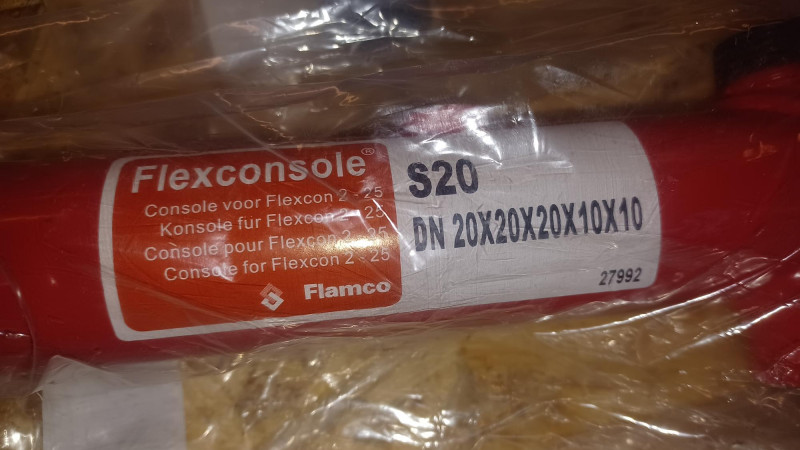 Flexconsole®
Console voor Flexcon 2 - 25
Konsole fur Flexcon 2 - 25
Console pour Flexcon 2 - 25
Console for Flexcon 2 - 25
Flamco
S20
DN 20X20X20X10X10
27992